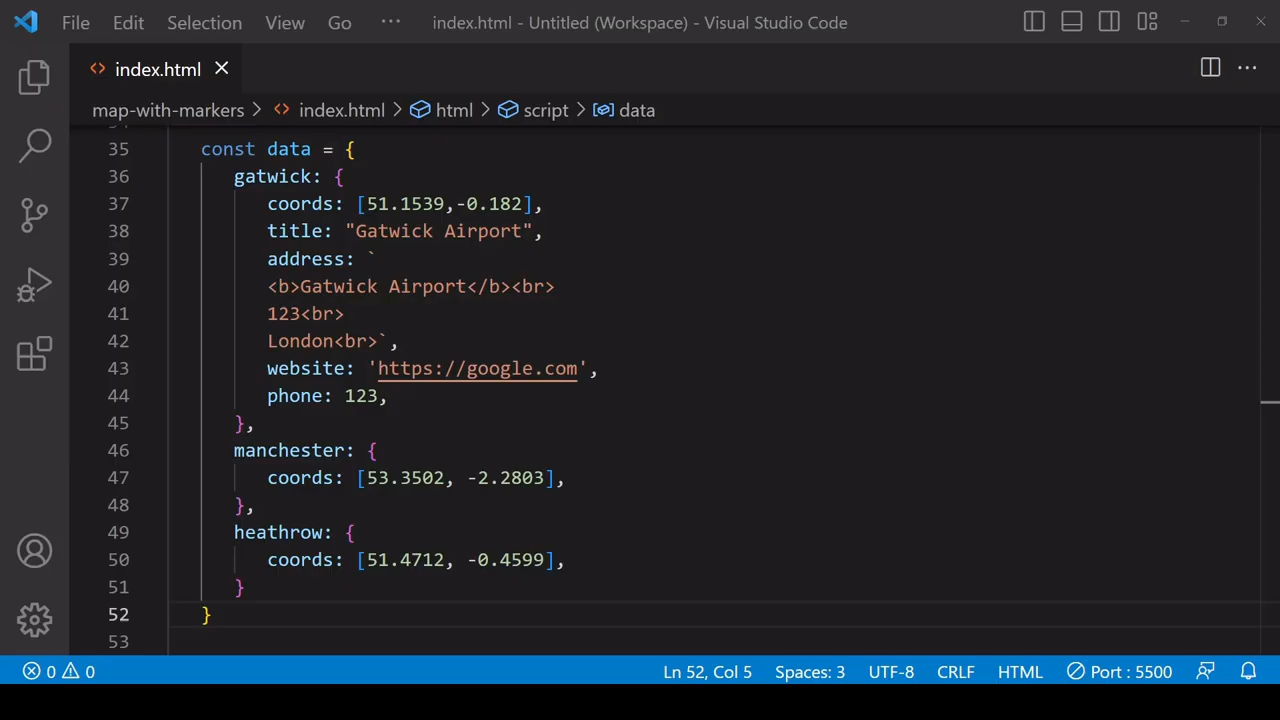 File Edit Selection View Go ··· index.html - Untitled (Workspace) - Visual Studio Code
index.html
map-with-markers > index.html > html > script > data
35 const data = {
36 gatwick: {
37 coords: [51.1539,-0.182],
38 title: "Gatwick Airport",
39 address: `
40 <b>Gatwick Airport</b><br>
41 123<br>
42 London<br>`,
43 website: 'https://google.com',
44 phone: 123,
45 },
46 manchester: {
47 coords: [53.3502, -2.2803],
48 },
49 heathrow: {
50 coords: [51.4712, -0.4599],
51 }
52 }
53
0 0 Ln 52, Col 5 Spaces: 3 UTF-8 CRLF HTML Port : 5500